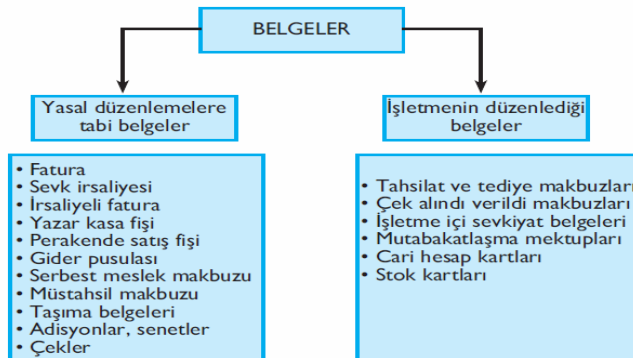 BELGELER
Yasal düzenlemelere
tabi belgeler
• Fatura
• Sevk irsaliyesi
• İrsaliyeli fatura
• Yazar kasa fişi
• Perakende satış fişi
• Gider pusulası
• Serbest meslek makbuzu
• Müstahsil makbuzu
• Taşıma belgeleri
• Adisyonlar, senetler
• Çekler
İşletmenin düzenlediği
belgeler
• Tahsilat ve tediye makbuzları
• Çek alındı verildi makbuzları
• İşletme içi sevkiyat belgeleri
• Mutabakatlaşma mektupları
• Cari hesap kartları
• Stok kartları